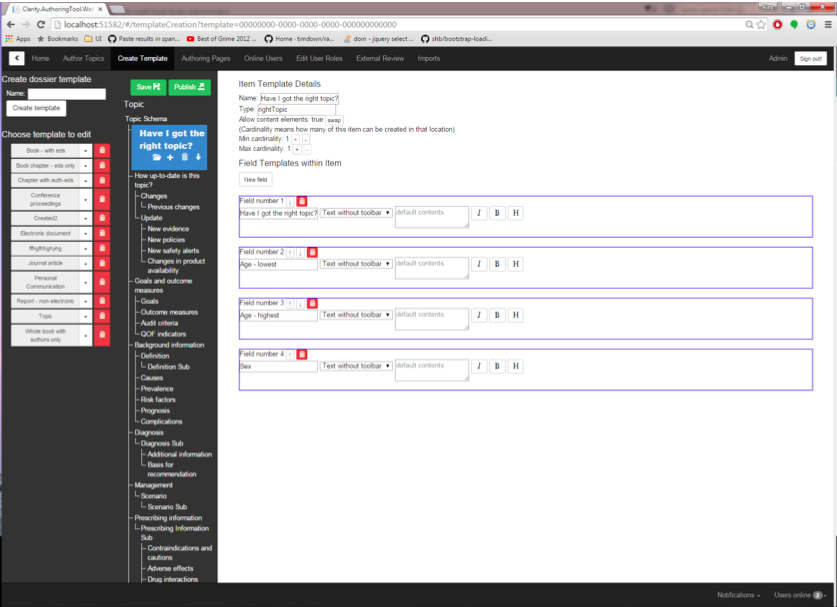 Clarity.AuthoringTool.Wel
localhost:51582/#/templateCreation?template=00000000-0000-0000-0000-000000000000
Apps Bookmarks UI Paste results in span... Best of Grime 2012 ... Home - timdown/ra... dom - jquery select ... shb/bootstrap-loadi...
Home Author Topics Create Template Authoring Pages Online Users Edit User Roles External Review Imports Admin Sign out!
Create dossier template
Name:
Create template
Choose template to edit
Book - with eds
Book chapter - eds only
Chapter with auth-eds
Conference
proceedings
Created2
Electronic document
ffhgfhhghyhg
Journal article
Personal
Communication
Report - non-electronic
Topic
Whole book with
authors only
Save Publish
Topic
Topic Schema
Have I got the
right topic?
How up-to-date is this
topic?
Changes
Previous changes
Update
New evidence
New policies
New safety alerts
Changes in product
availability
Goals and outcome
measures
Goals
Outcome measures
Audit criteria
QOF indicators
Background information
Definition
Definition Sub
Causes
Prevalence
Risk factors
Prognosis
Complications
Diagnosis
Diagnosis Sub
Additional information
Basis for
recommendation
Management
Scenario
Scenario Sub
Prescribing information
Prescribing Information
Sub
Contraindications and
cautions
Adverse effects
Drug interactions
Item Template Details
Name: Have I got the right topic?
Type: rightTopic
Allow content elements: true swap
(Cardinality means how many of this item can be created in that location)
Min cardinality: 1 + -
Max cardinality: 1 + -
Field Templates within Item
New field
Field number 1 ↓
Have I got the right topic? Text without toolbar default contents I B H
Field number 2 ↑ ↓
Age - lowest Text without toolbar default contents I B H
Field number 3 ↑ ↓
Age - highest Text without toolbar default contents I B H
Field number 4 ↑
Sex Text without toolbar default contents I B H
Notifications Users online 2